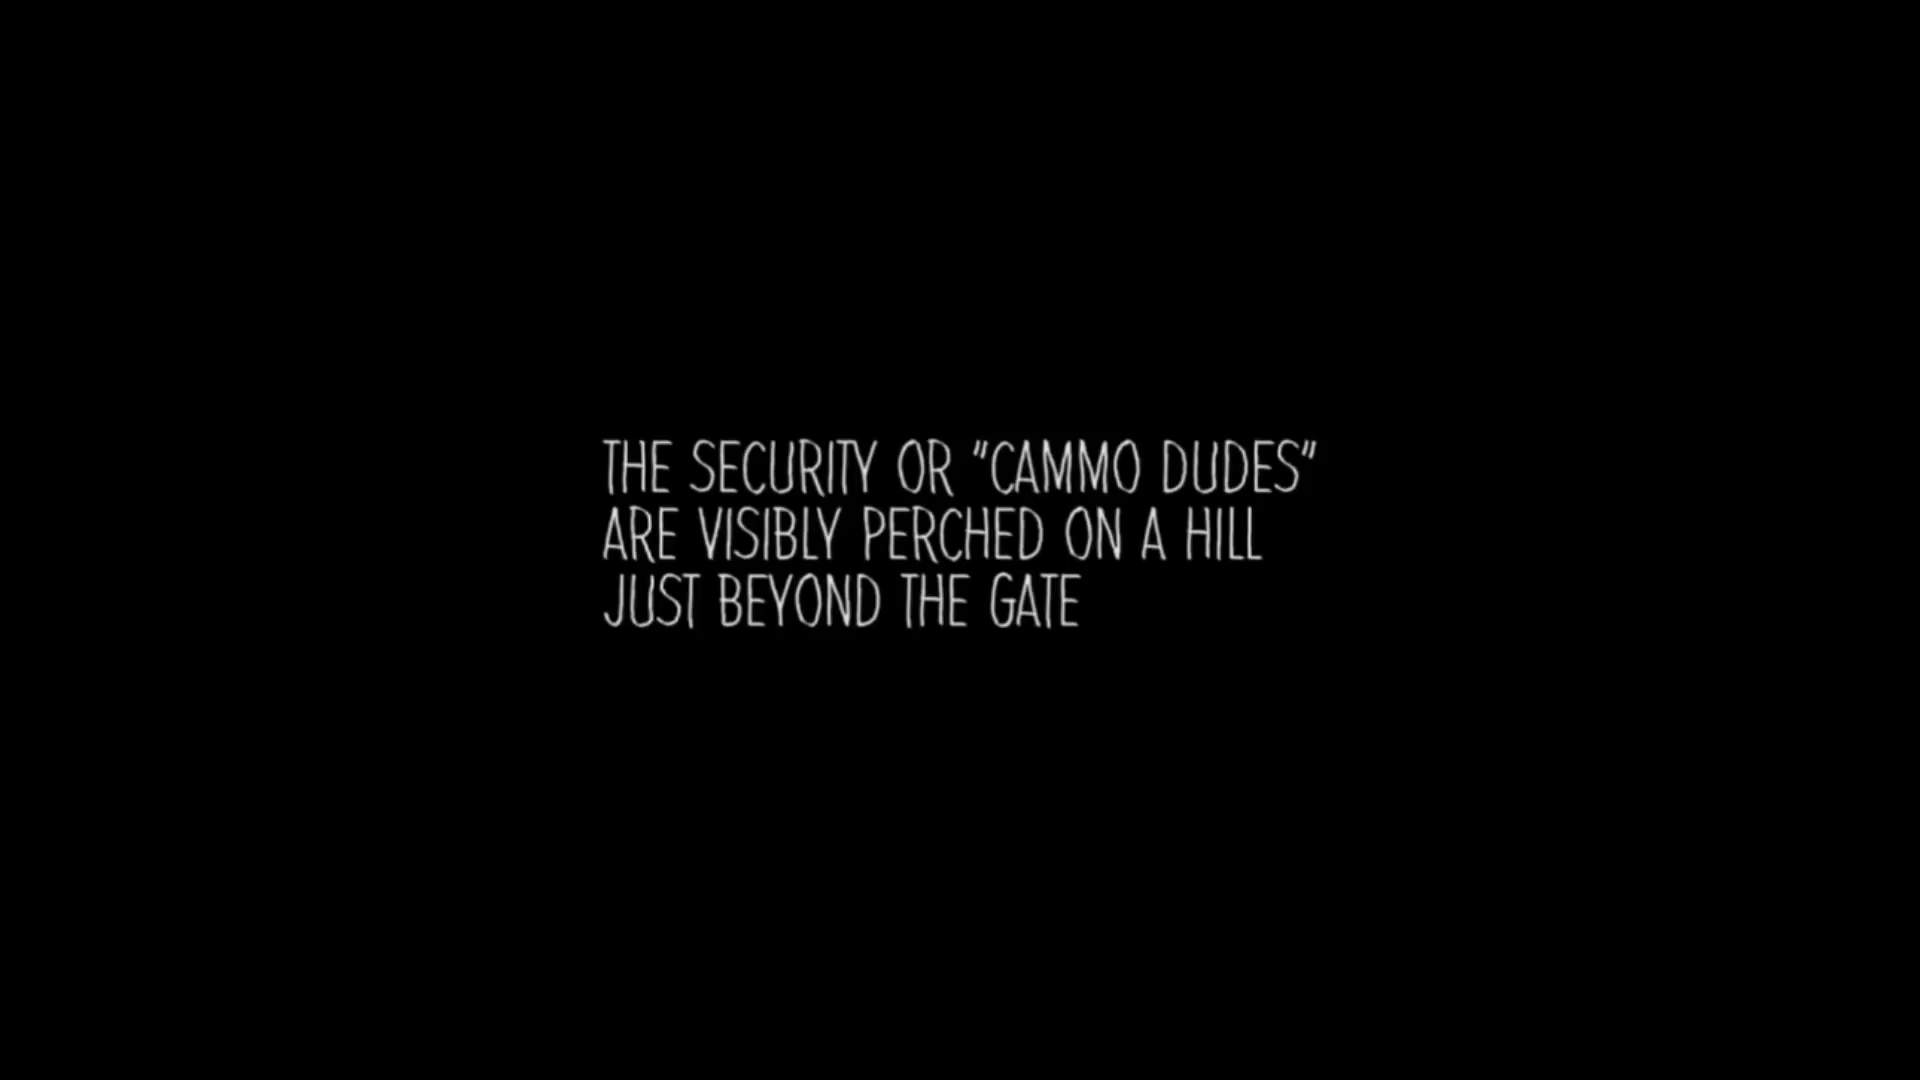 THE SECURITY OR "CAMMO DUDES"
ARE VISIBLY PERCHED ON A HILL
JUST BEYOND THE GATE